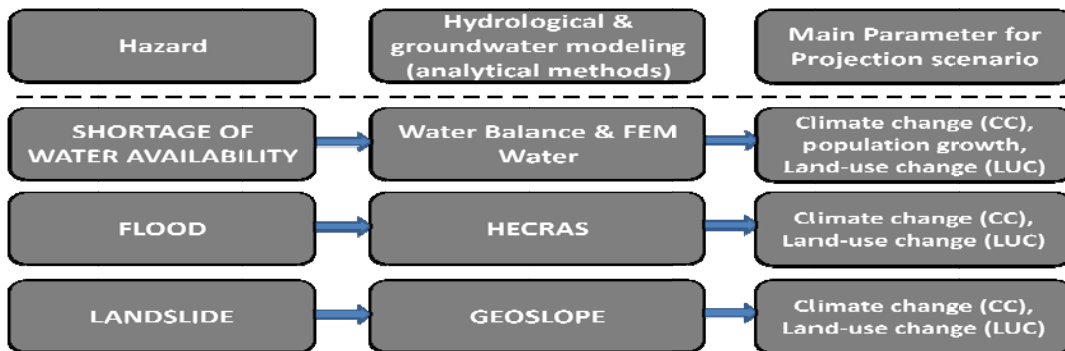 Hazard
Hydrological &
groundwater modeling
(analytical methods)
Main Parameter for
Projection scenario
SHORTAGE OF
WATER AVAILABILITY
Water Balance & FEM
Water
Climate change (CC),
population growth,
Land-use change (LUC)
FLOOD
HECRAS
Climate change (CC),
Land-use change (LUC)
LANDSLIDE
GEOSLOPE
Climate change (CC),
Land-use change (LUC)